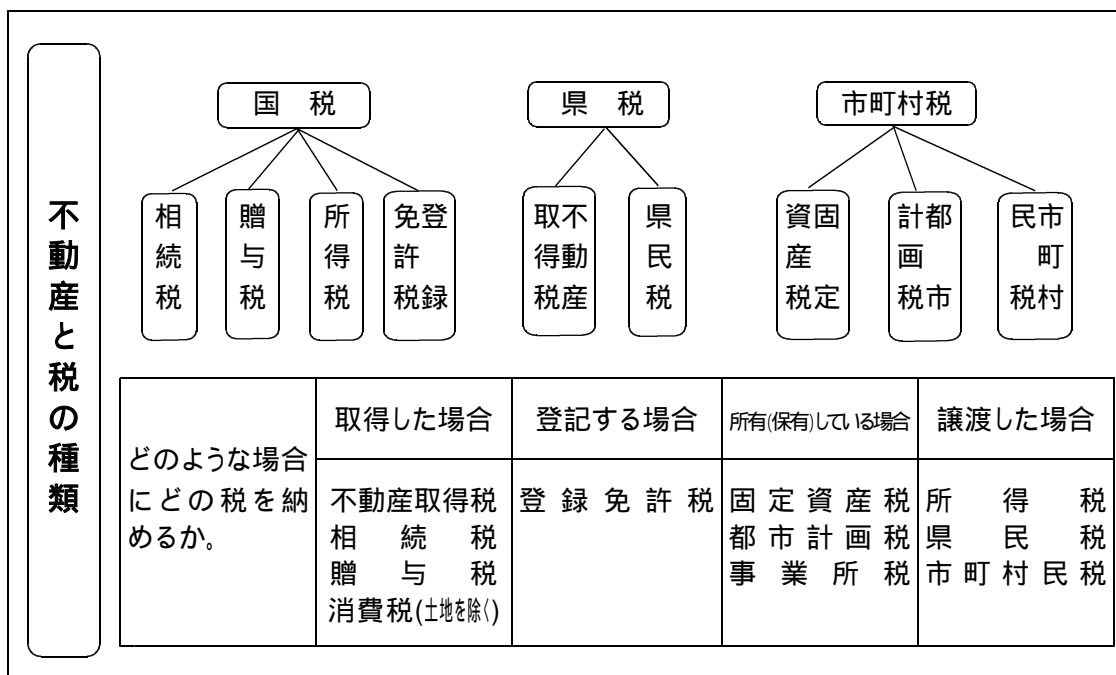 不動産と税の種類
国税
県税
市町村税
相続税
贈与税
所得税
登録免許税
不動産取得税
県民税
固定資産税
都市計画税
市町村民税
どのような場合
にどの税を納
めるか。
取得した場合
登記する場合
所有(保有)している場合
譲渡した場合
不動産取得税
相続税
贈与税
消費税(土地を除く)
登録免許税
固定資産税
都市計画税
事業所税
所得税
県民税
市町村民税